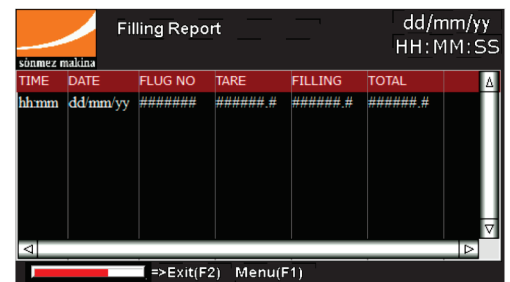 Filling Report
dd/mm/yy
HH:MM:SS
sönmez makina
TIME DATE FLUG NO TARE FILLING TOTAL
hh:mm dd/mm/yy ####### ######.# ######.# ######.#
=>Exit(F2) Menu(F1)